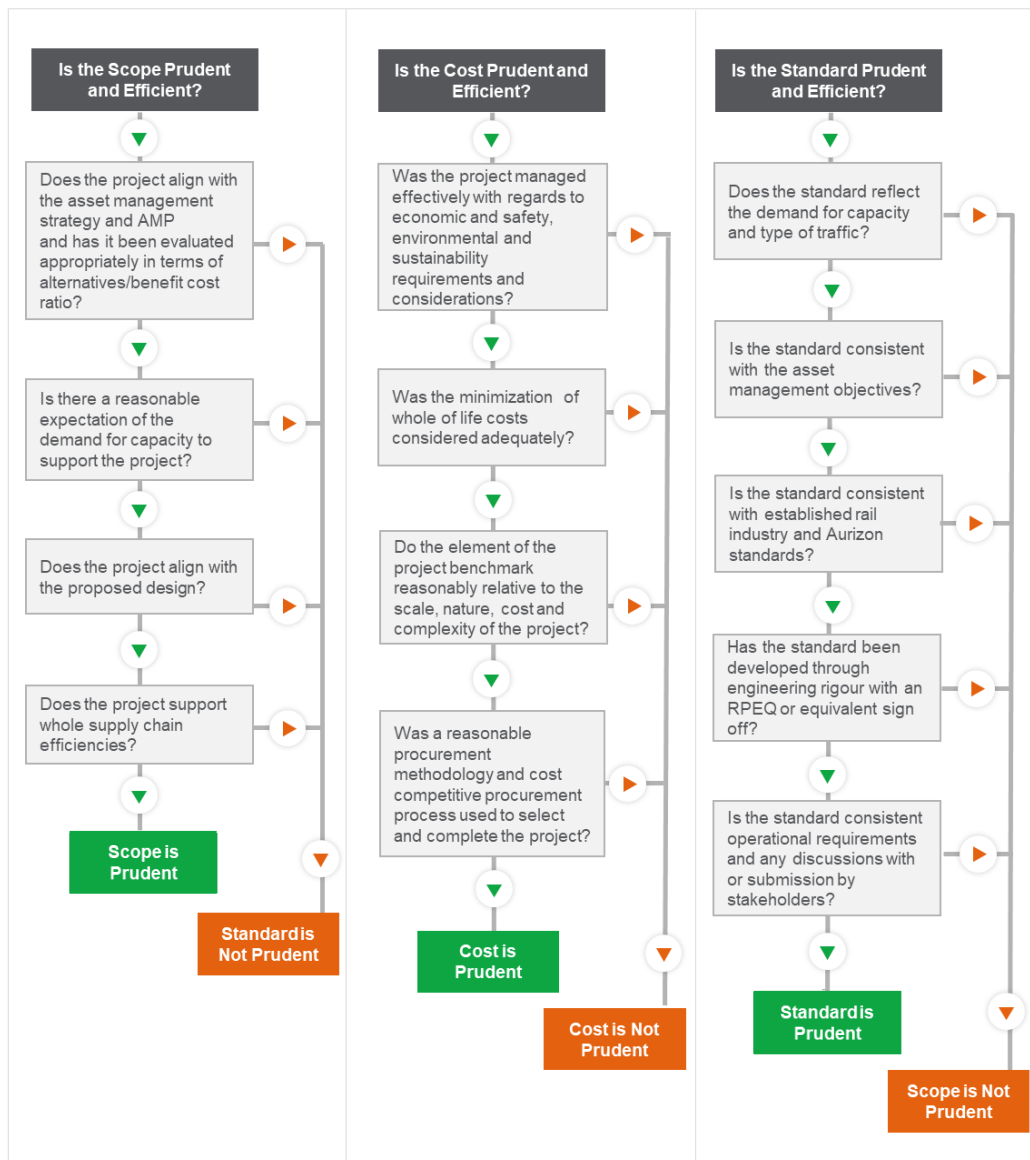 Is the Scope Prudent
and Efficient?
Does the project align with
the asset management
strategy and AMP
and has it been evaluated
appropriately in terms of
alternatives/benefit cost
ratio?
Is there a reasonable
expectation of the
demand for capacity to
support the project?
Does the project align with
the proposed design?
Does the project support
whole supply chain
efficiencies?
Scope is
Prudent
Standard is
Not Prudent
Is the Cost Prudent and
Efficient?
Was the project managed
effectively with regards to
economic and safety,
environmental and
sustainability
requirements and
considerations?
Was the minimization of
whole of life costs
considered adequately?
Do the element of the
project benchmark
reasonably relative to the
scale, nature, cost and
complexity of the project?
Was a reasonable
procurement
methodology and cost
competitive procurement
process used to select
and complete the project?
Cost is
Prudent
Cost is Not
Prudent
Is the Standard Prudent
and Efficient?
Does the standard reflect
the demand for capacity
and type of traffic?
Is the standard consistent
with the asset
management objectives?
Is the standard consistent
with established rail
industry and Aurizon
standards?
Has the standard been
developed through
engineering rigour with an
RPEQ or equivalent sign
off?
Is the standard consistent
operational requirements
and any discussions with
or submission by
stakeholders?
Standard is
Prudent
Scope is Not
Prudent